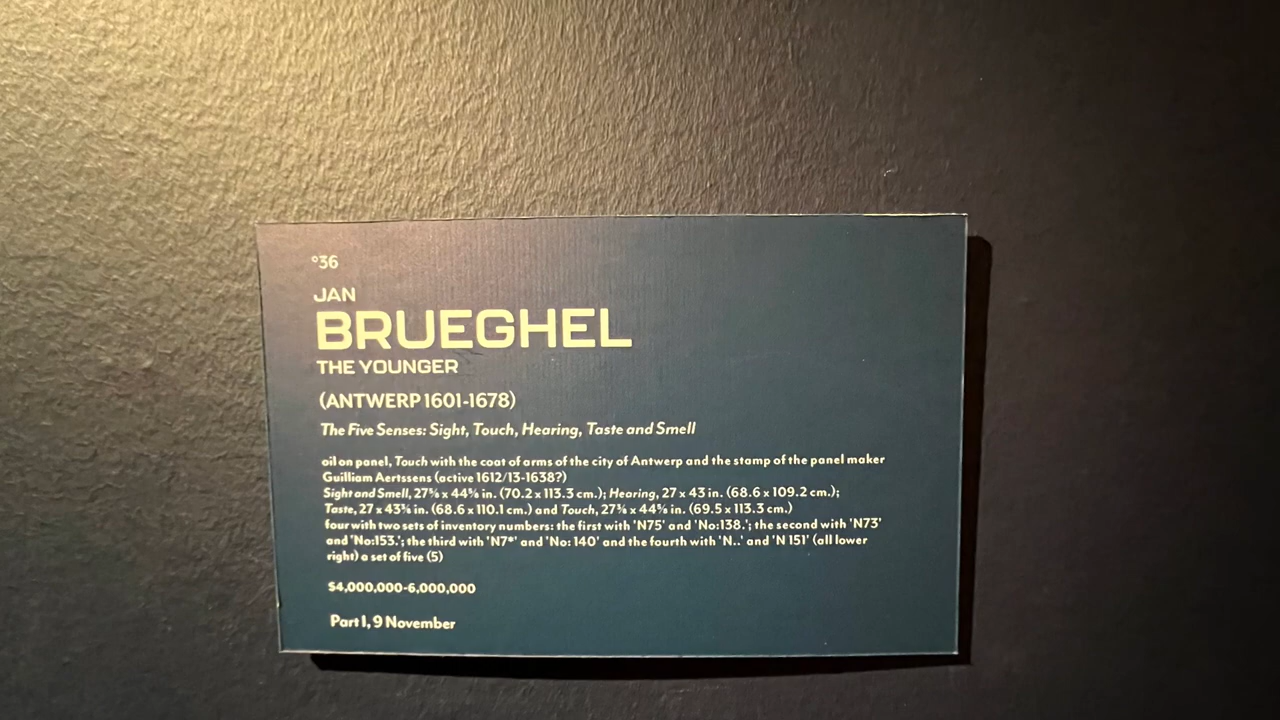 °36
JAN
BRUEGHEL
THE YOUNGER
(ANTWERP 1601-1678)
The Five Senses: Sight, Touch, Hearing, Taste and Smell
oil on panel, Touch with the coat of arms of the city of Antwerp and the stamp of the panel maker
Guilliam Aertssens (active 1612/13-1638?)
Sight and Smell, 27⅝ x 44⅝ in. (70.2 x 113.3 cm.); Hearing, 27 x 43 in. (68.6 x 109.2 cm.);
Taste, 27 x 43⅜ in. (68.6 x 110.1 cm.) and Touch, 27⅜ x 44⅝ in. (69.5 x 113.3 cm.)
four with two sets of inventory numbers: the first with 'N75' and 'No:138.'; the second with 'N73'
and 'No:153.'; the third with 'N7*' and 'No: 140' and the fourth with 'N..' and 'N 151' (all lower
right) a set of five (5)
$4,000,000-6,000,000
Part I, 9 November